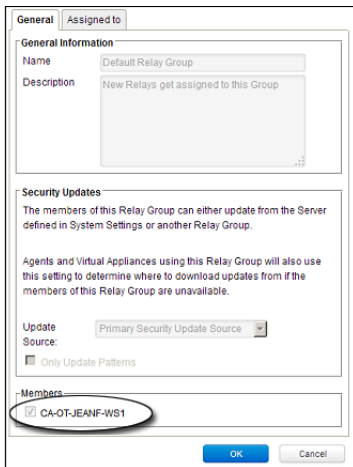 General
Assigned to
General Information
Name
Default Relay Group
Description
New Relays get assigned to this Group
Security Updates
The members of this Relay Group can either update from the Server
defined in System Settings or another Relay Group.
Agents and Virtual Appliances using this Relay Group will also use
this setting to determine where to download updates from if the
members of this Relay Group are unavailable.
Update
Source:
Primary Security Update Source
Only Update Patterns
Members
CA-OT-JEANF-WS1
OK
Cancel